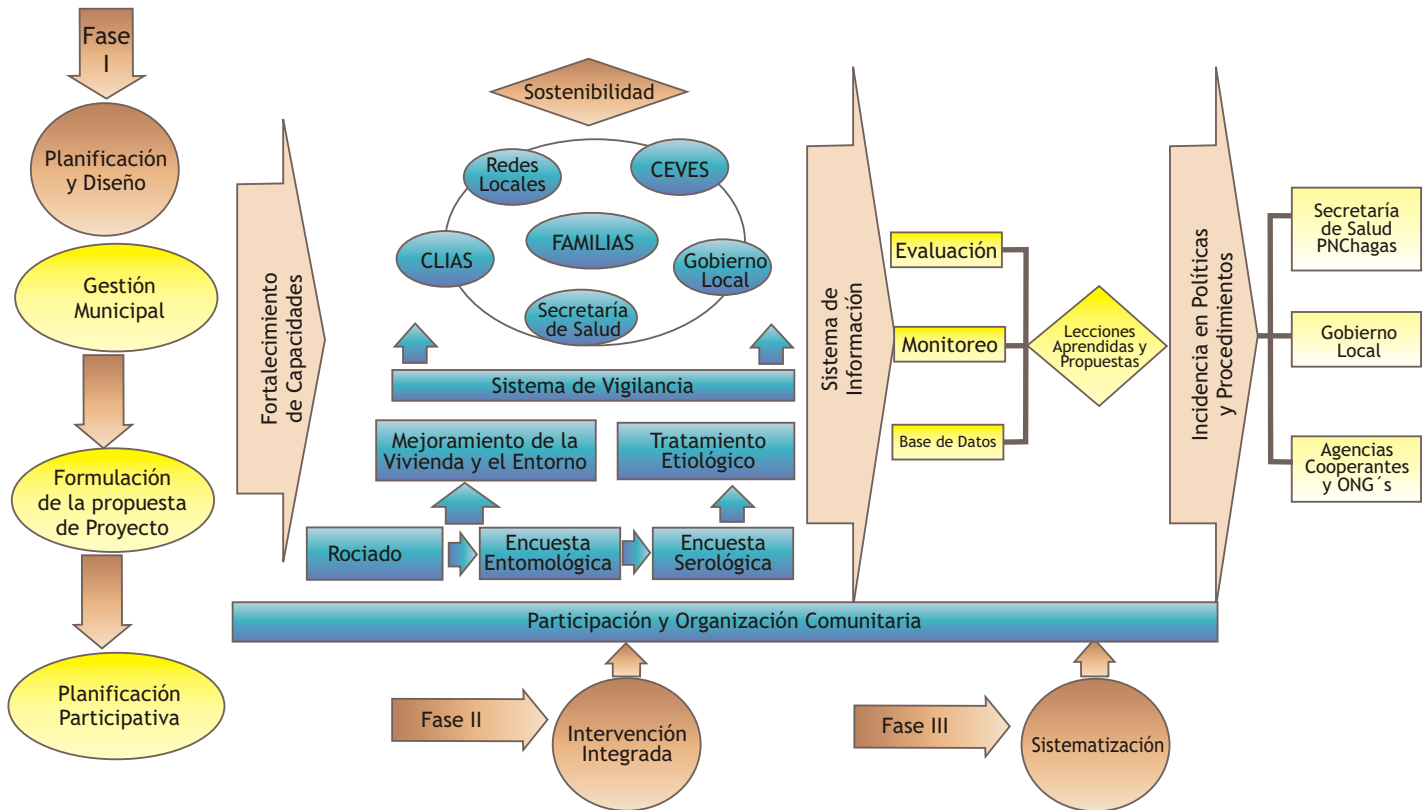 Fase
I
Planificación
y Diseño
Gestión
Municipal
Formulación
de la propuesta
de Proyecto
Planificación
Participativa
Fortalecimiento
de Capacidades
Sostenibilidad
Redes
Locales
CEVES
CLIAS
FAMILIAS
Gobierno
Local
Secretaría
de Salud
Sistema de Vigilancia
Mejoramiento de la
Vivienda y el Entorno
Tratamiento
Etiológico
Rociado
Encuesta
Entomológica
Encuesta
Serológica
Participación y Organización Comunitaria
Fase II
Intervención
Integrada
Sistema de
Información
Evaluación
Monitoreo
Base de Datos
Lecciones
Aprendidas y
Propuestas
Fase III
Sistematización
Incidencia en Políticas
y Procedimientos
Secretaría
de Salud
PNChagas
Gobierno
Local
Agencias
Cooperantes
y ONG´s